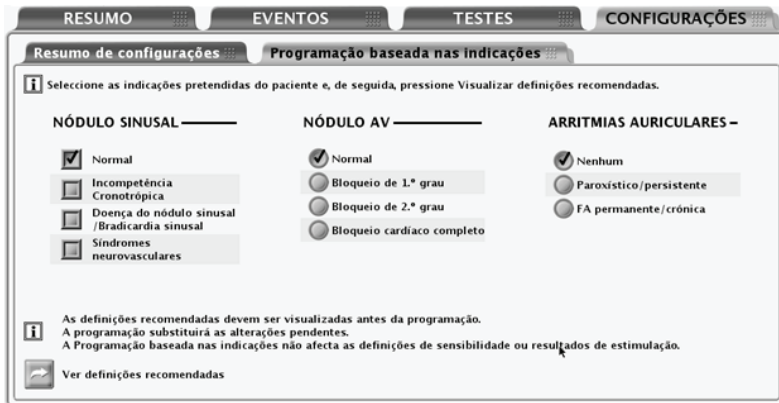 RESUMO
EVENTOS
TESTES
CONFIGURAÇÕES
Resumo de configurações
Programação baseada nas indicações
i Seleccione as indicações pretendidas do paciente e, de seguida, pressione Visualizar definições recomendadas.
NÓDULO SINUSAL
Normal
Incompetência
Cronotrópica
Doença do nódulo sinusal
/Bradicardia sinusal
Síndromes
neurovasculares
NÓDULO AV
Normal
Bloqueio de 1.º grau
Bloqueio de 2.º grau
Bloqueio cardíaco completo
ARRITMIAS AURICULARES
Nenhum
Paroxístico/persistente
FA permanente/crónica
As definições recomendadas devem ser visualizadas antes da programação.
i A programação substituirá as alterações pendentes.
A Programação baseada nas indicações não afecta as definições de sensibilidade ou resultados de estimulação.
Ver definições recomendadas